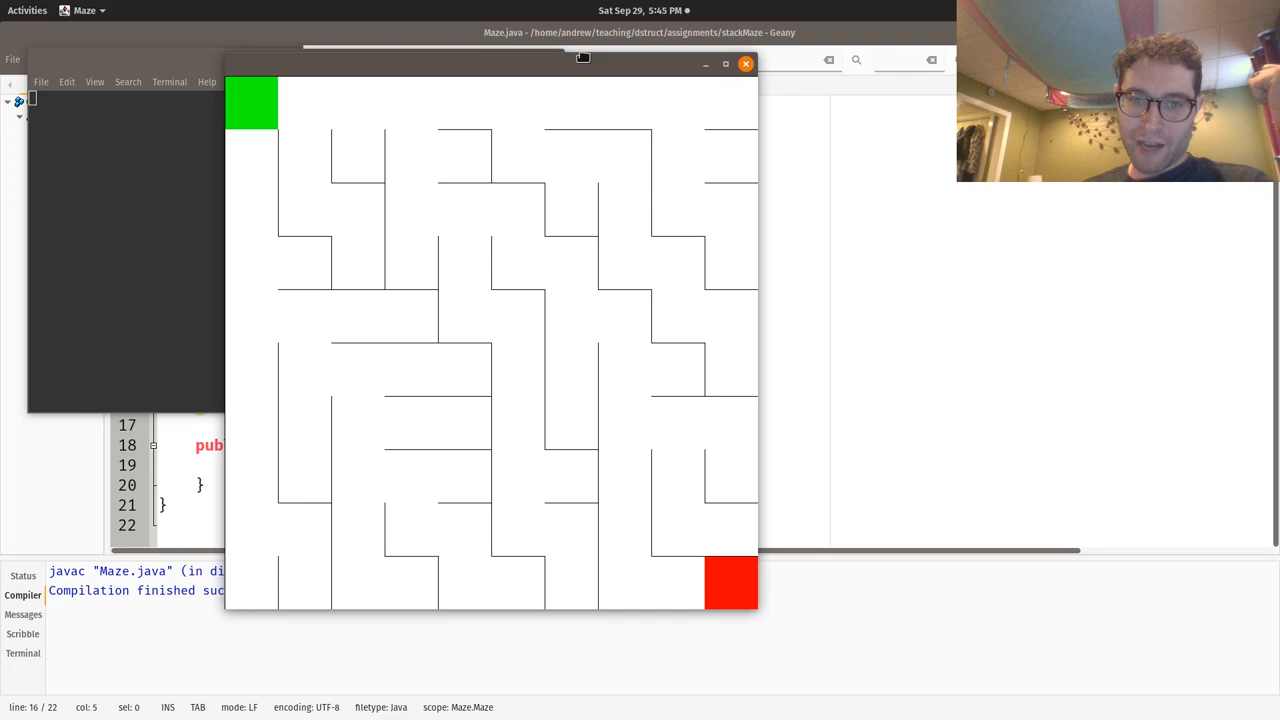 Activities Maze Sat Sep 29, 5:45 PM
Maze.java - /home/andrew/teaching/dstruct/assignments/stackMaze - Geany
File
File Edit View Search Terminal Help
17
18 pub
19
20 }
21 }
22
Status
Compiler
Messages
Scribble
Terminal
javac "Maze.java" (in di
Compilation finished suc
line: 16 / 22 col: 5 sel: 0 INS TAB mode: LF encoding: UTF-8 filetype: Java scope: Maze.Maze